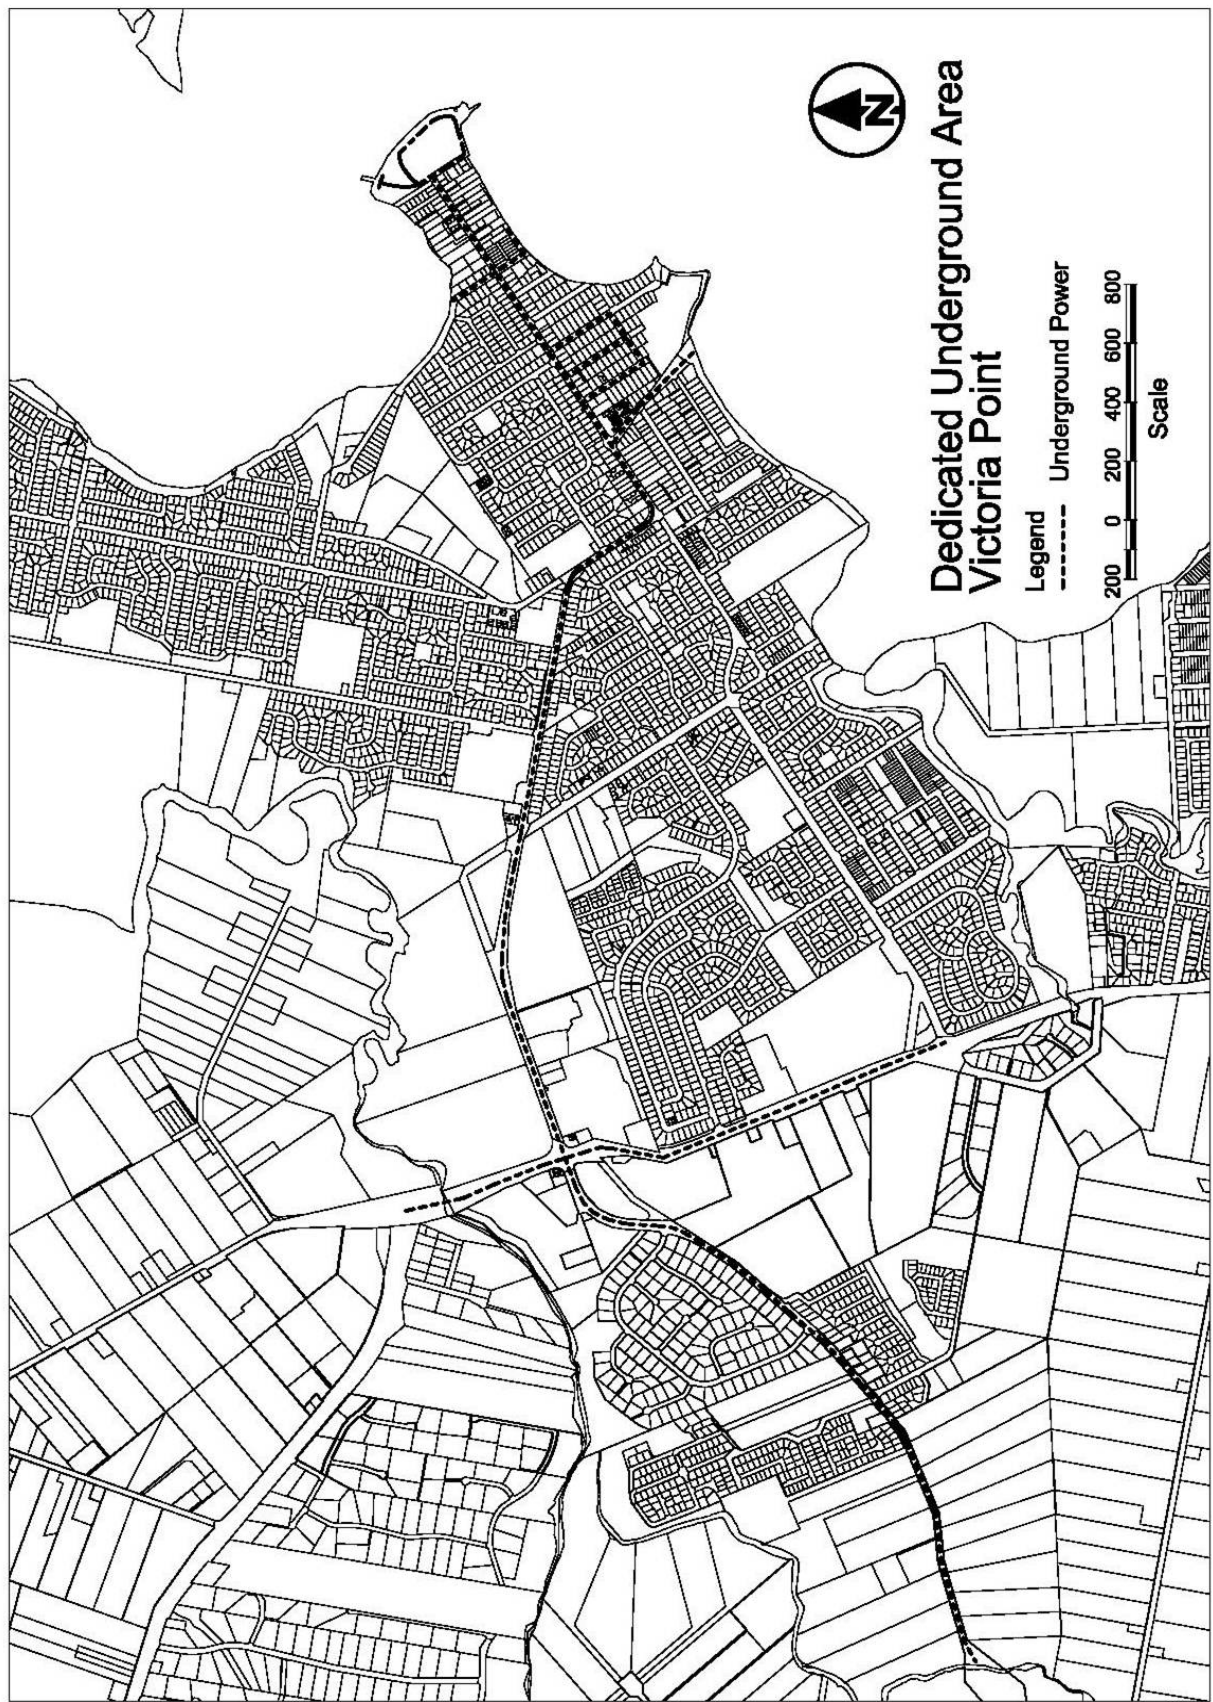 N
Dedicated Underground Area
Victoria Point
Legend
Underground Power
200 0 200 400 600 800
Scale